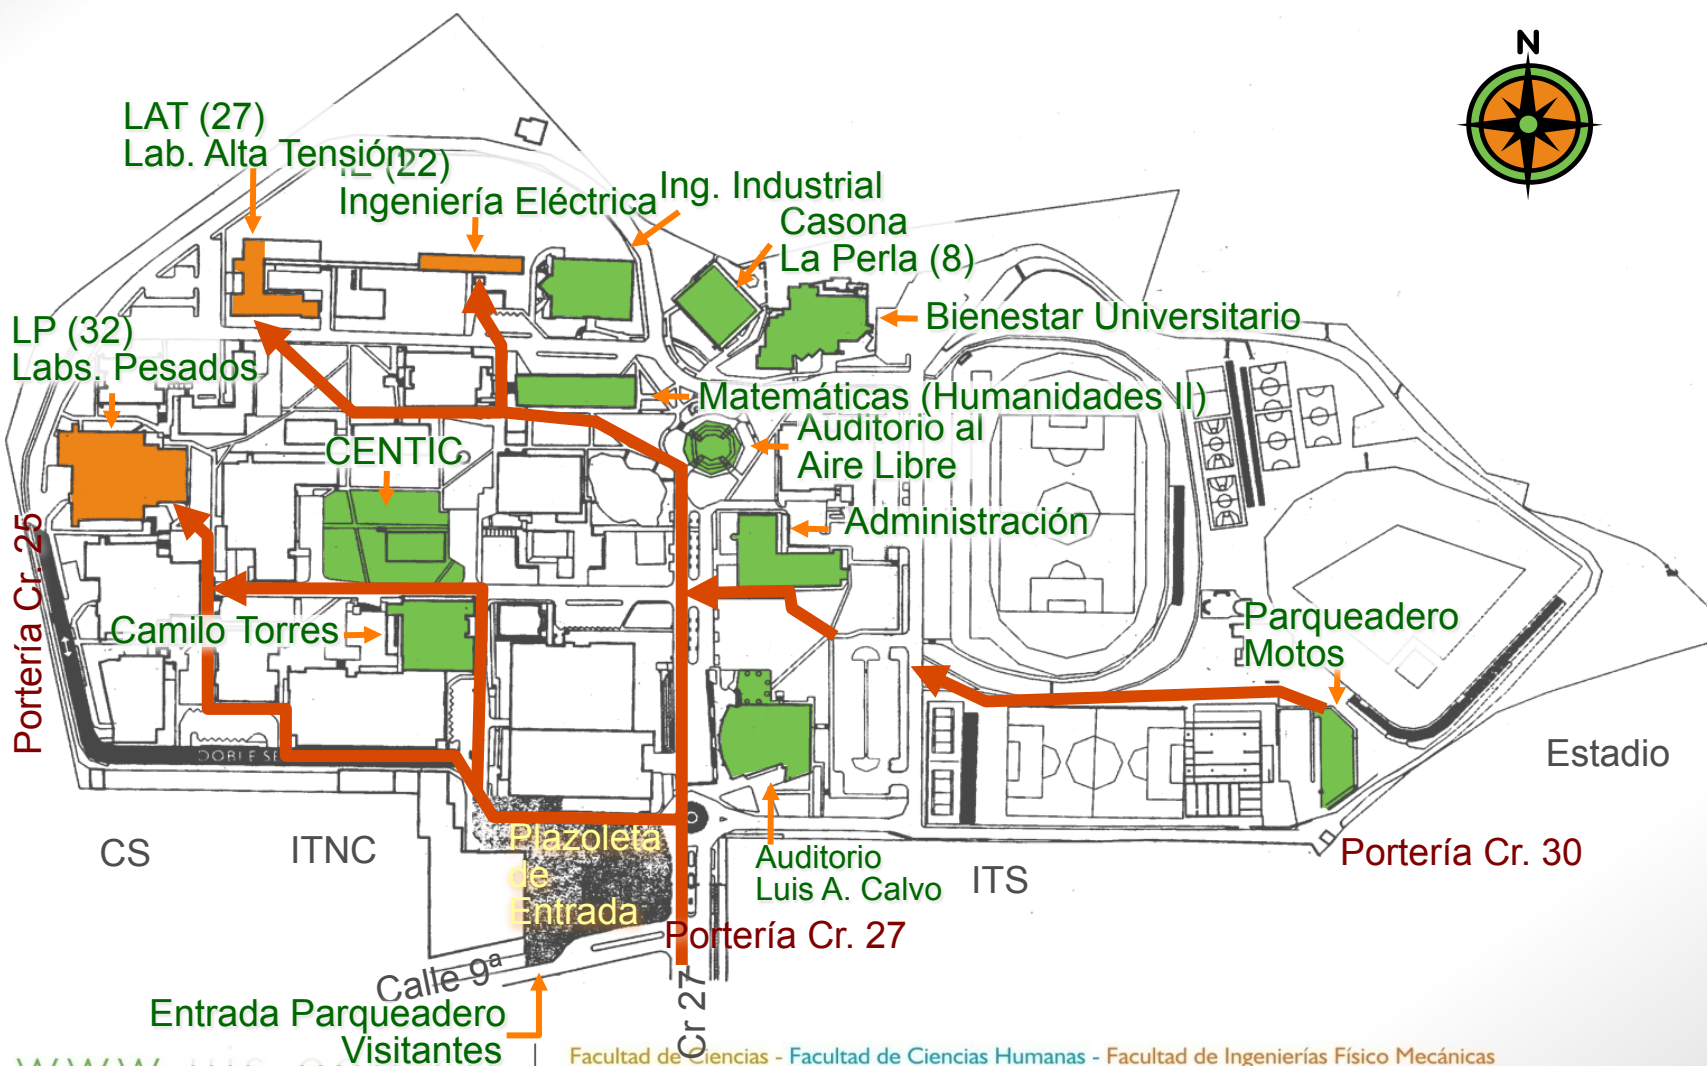 N
LAT (27)
Lab. Alta Tensión
(22)
Ingeniería Eléctrica
Ing. Industrial
Casona
La Perla (8)
Bienestar Universitario
LP (32)
Labs. Pesados
Matemáticas (Humanidades II)
Auditorio al
Aire Libre
CENTIC
Administración
Portería Cr. 25
Camilo Torres
Parqueadero
Motos
Estadio
DOBLE SE
CS
ITNC
Plazoleta
de
Entrada
Auditorio
Luis A. Calvo
ITS
Portería Cr. 30
Portería Cr. 27
Calle 9ª
Cr 27
Entrada Parqueadero
Visitantes
Facultad de Ciencias - Facultad de Ciencias Humanas - Facultad de Ingenierías Físico Mecánicas